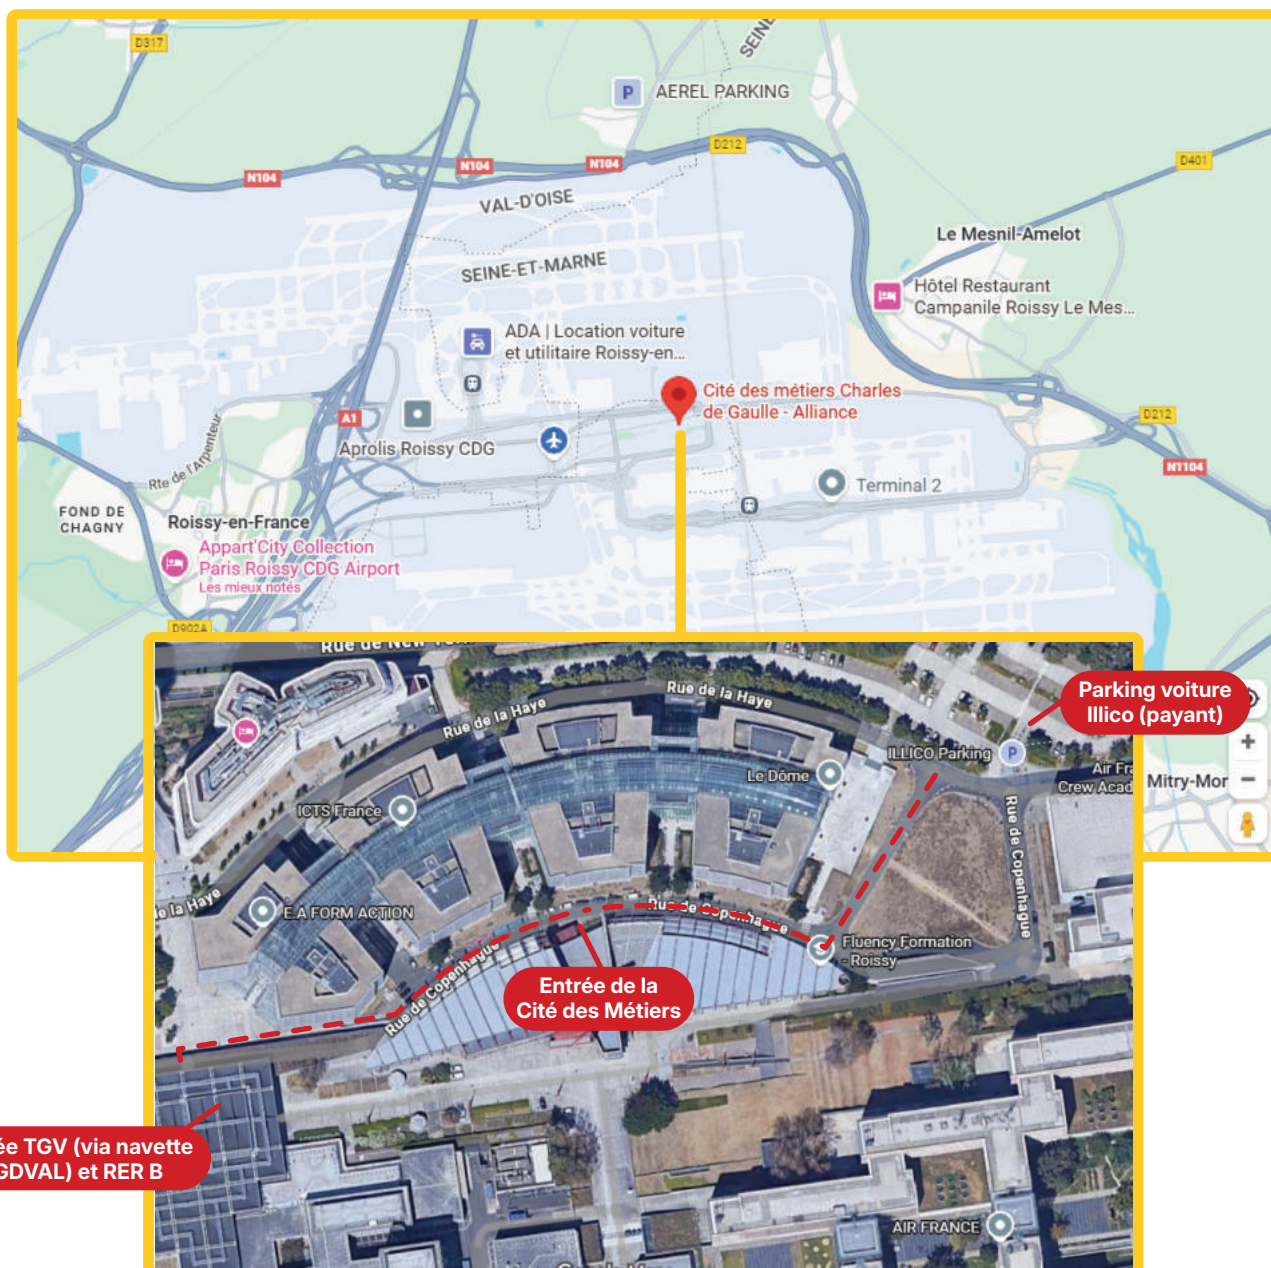 D317
SEINE
P
AEREL PARKING
D212
D401
N104
N104
N104
VAL-D'OISE
Le Mesnil-Amelot
SEINE-ET-MARNE
Hôtel Restaurant
Campanile Roissy Le Mes...
ADA | Location voiture
et utilitaire Roissy-en...
Cité des métiers Charles
de Gaulle - Alliance
A1
D212
Rte de l'Arpenteur
Aprolis Roissy CDG
N1104
Terminal 2
FOND DE
CHAGNY
Roissy-en-France
Appart'City Collection
Paris Roissy CDG Airport
Les mieux notés
D902A
Rue de New
Rue de la Haye
Parking voiture
Illico (payant)
Rue de la Haye
ILLICO Parking
P
Le Dôme
Air Fra
Crew Acad
Mitry-Mor
+
−
ICTS France
Rue de Copenhague
de la Haye
E.A FORM ACTION
Rue de Copenhague
Fluency Formation
- Roissy
Rue de Copenhague
Entrée de la
Cité des Métiers
ée TGV (via navette
GDVAL) et RER B
AIR FRANCE